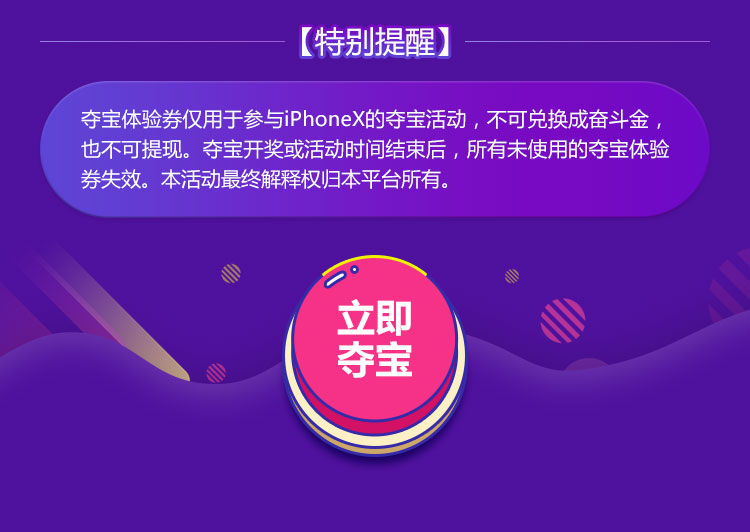 【特别提醒】
夺宝体验券仅用于参与iPhoneX的夺宝活动，不可兑换成奋斗金，
也不可提现。夺宝开奖或活动时间结束后，所有未使用的夺宝体验
券失效。本活动最终解释权归本平台所有。
立即
夺宝